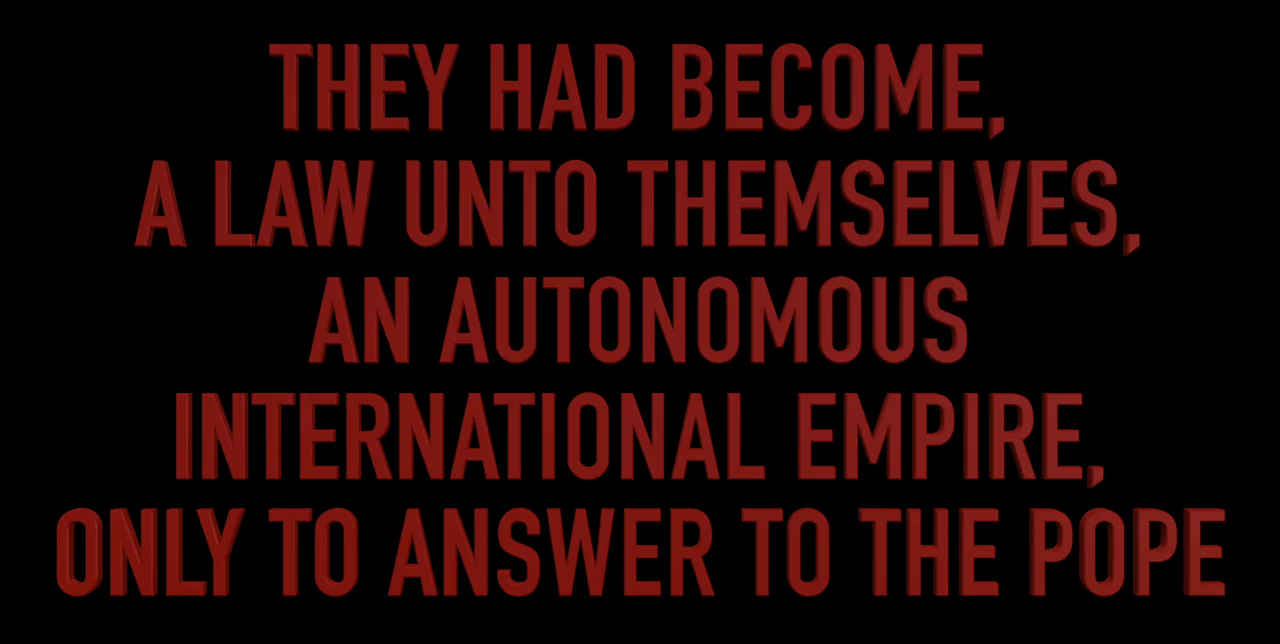 THEY HAD BECOME,
A LAW UNTO THEMSELVES,
AN AUTONOMOUS
INTERNATIONAL EMPIRE,
ONLY TO ANSWER TO THE POPE